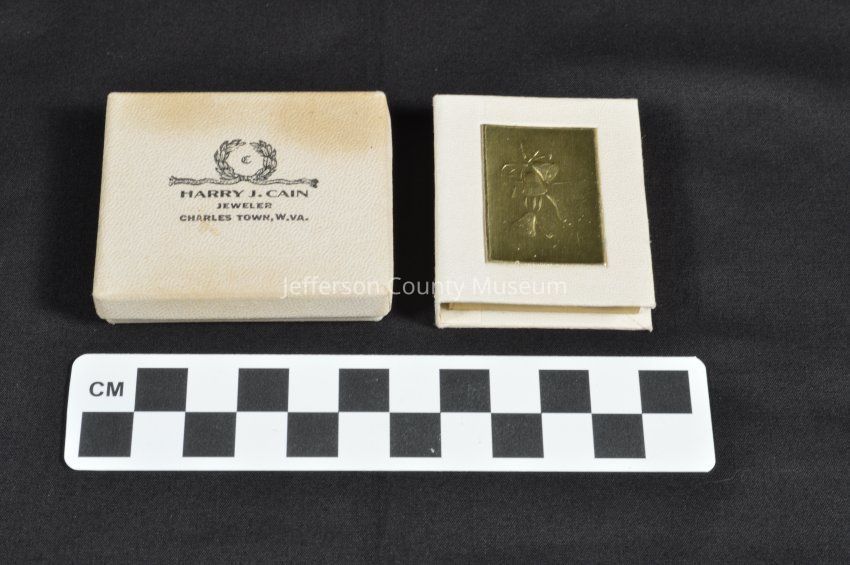 C
HARRY J. CAIN
JEWELER
CHARLES TOWN, W.VA.
Jefferson County Museum
CM